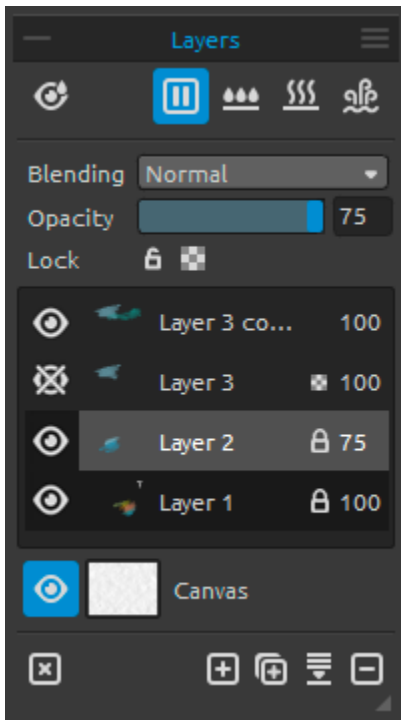 Layers
Blending Normal
Opacity 75
Lock
Layer 3 co... 100
Layer 3 100
Layer 2 75
T
Layer 1 100
Canvas